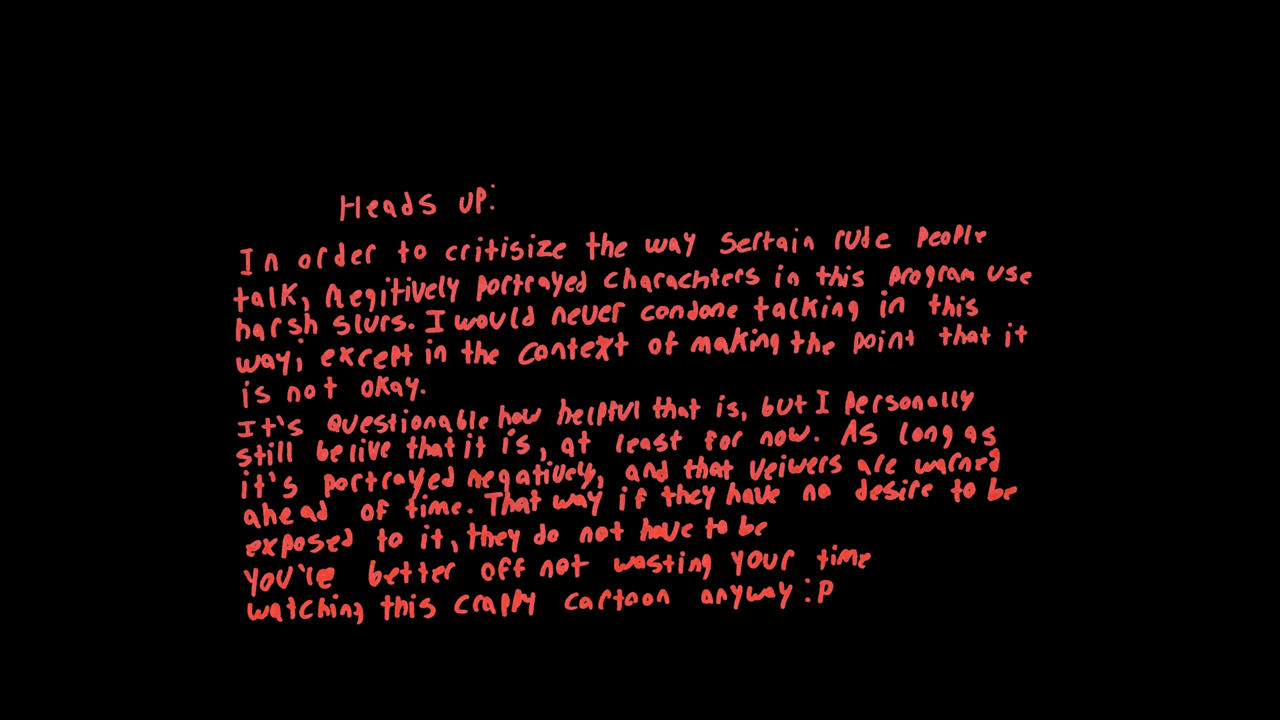 Heads up:
In order to critisize the way sertain rude people
talk, negitively portrayed charachters in this program use
harsh slurs. I would never condone talking in this
way; except in the context of making the point that it
is not okay.
It's questionable how helpful that is, but I personally
still belive that it is, at least for now. As long as
it's portrayed negatively, and that veiwers are warned
ahead of time. That way if they have no desire to be
exposed to it, they do not have to be
You're better off not wasting your time
watching this crappy cartoon anyway :p